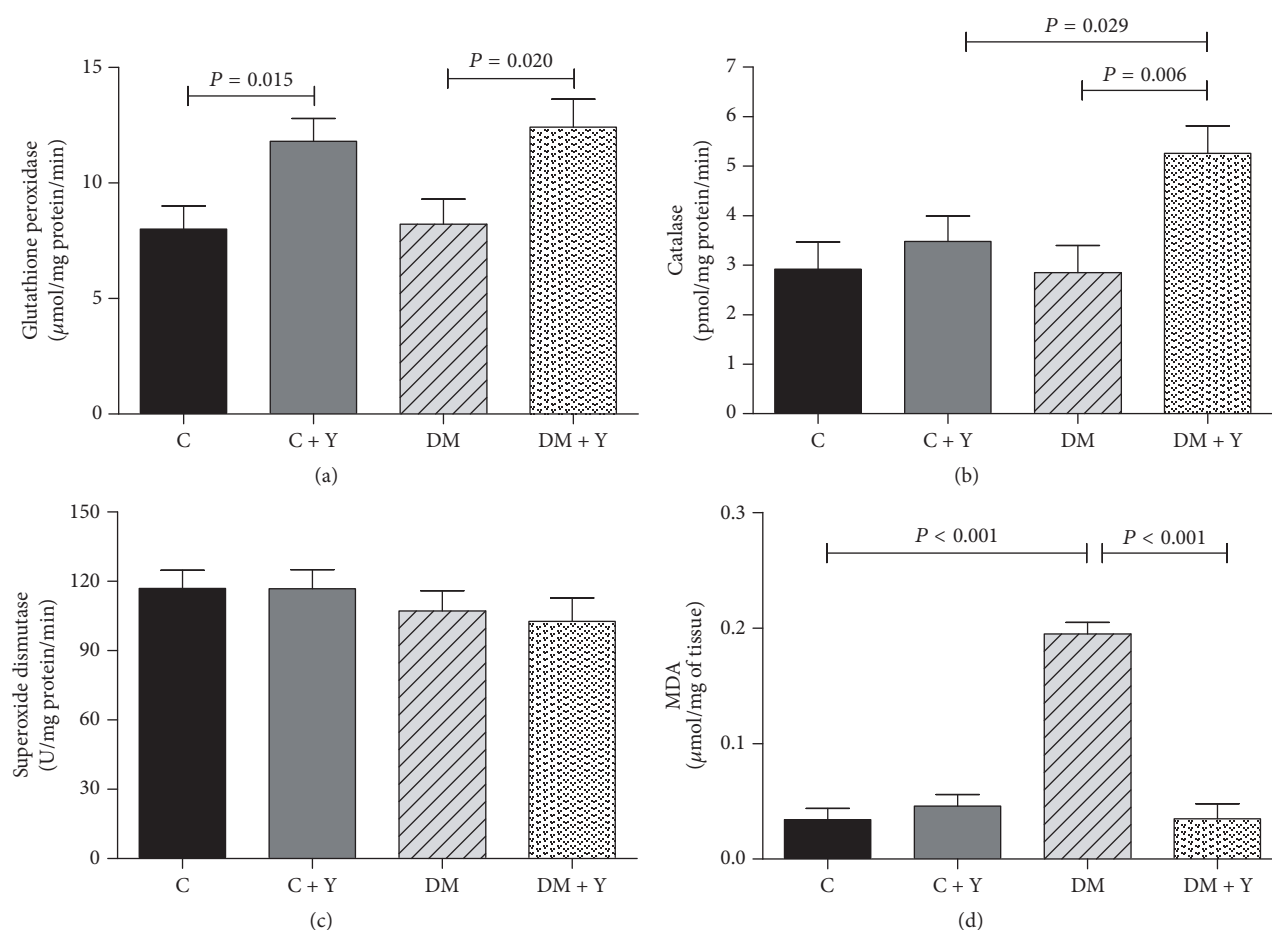 15
10
5
0
Glutathione peroxidase
(μmol/mg protein/min)
P = 0.015
P = 0.020
C
C + Y
DM
DM + Y
(a)
7
6
5
4
3
2
1
0
Catalase
(pmol/mg protein/min)
P = 0.029
P = 0.006
C
C + Y
DM
DM + Y
(b)
150
120
90
60
30
0
Superoxide dismutase
(U/mg protein/min)
C
C + Y
DM
DM + Y
(c)
0.3
0.2
0.1
0.0
MDA
(μmol/mg of tissue)
P < 0.001
P < 0.001
C
C + Y
DM
DM + Y
(d)